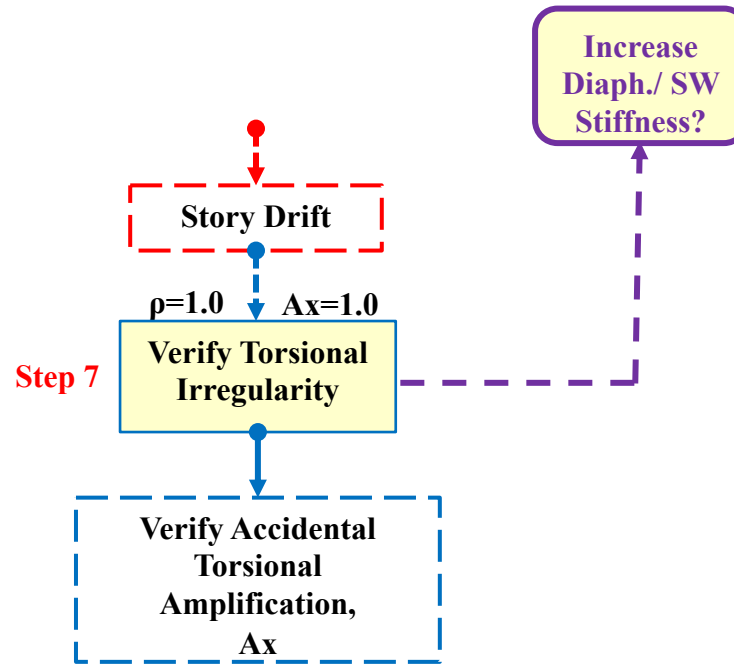 Increase
Diaph./ SW
Stiffness?
Story Drift
ρ=1.0 Ax=1.0
Step 7
Verify Torsional
Irregularity
Verify Accidental
Torsional
Amplification,
Ax